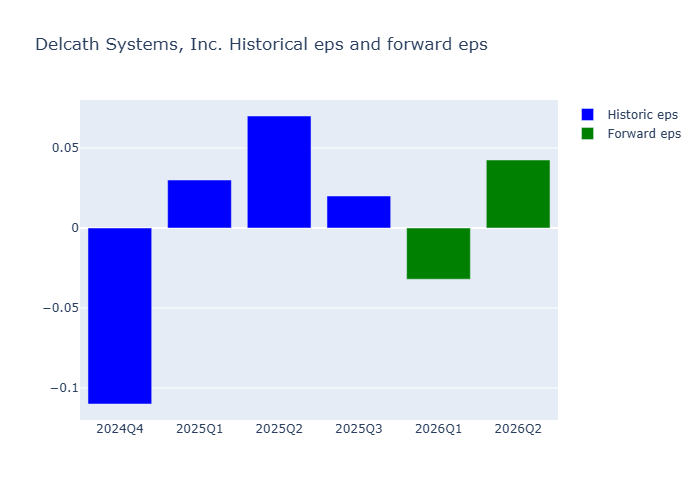 Delcath Systems, Inc. Historical eps and forward eps
Historic eps
Forward eps
0.05
0
−0.05
−0.1
2024Q4 2025Q1 2025Q2 2025Q3 2026Q1 2026Q2